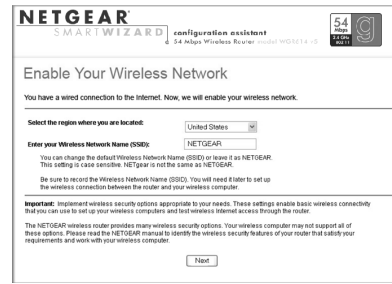 NETGEAR®
SMARTWIZARD configuration assistant
54 Mbps Wireless Router model WGR614 v5
54
Mbps
2.4 GHz
802.11
g
Enable Your Wireless Network
You have a wired connection to the Internet. Now, we will enable your wireless network.
Select the region where you are located:
United States
Enter your Wireless Network Name (SSID):
NETGEAR
You can change the default Wireless Network Name (SSID) or leave it as NETGEAR.
This setting is case sensitive. NETGear is not the same as NETGEAR.
Be sure to record the Wireless Network Name (SSID). You will need it later to set up
the wireless connection between the router and your wireless computer.
Important: Implement wireless security options appropriate to your needs. These settings enable basic wireless connectivity
that you can use to set up your wireless computers and test wireless Internet access through the router.
The NETGEAR wireless router provides many wireless security options. Your wireless computer may not support all of
these options. Please read the NETGEAR manual to identify the wireless security features of your router that satisfy your
requirements and work with your wireless computer.
Next